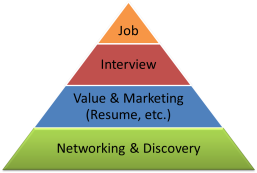 Job
Interview
Value & Marketing
(Resume, etc.)
Networking & Discovery